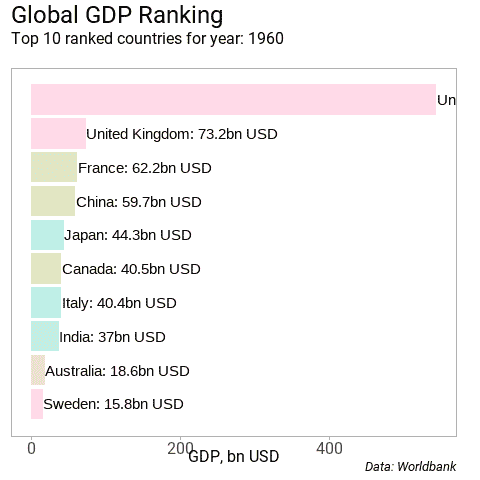 Global GDP Ranking
Top 10 ranked countries for year: 1960
Un
United Kingdom: 73.2bn USD
France: 62.2bn USD
China: 59.7bn USD
Japan: 44.3bn USD
Canada: 40.5bn USD
Italy: 40.4bn USD
India: 37bn USD
Australia: 18.6bn USD
Sweden: 15.8bn USD
0 200 400
GDP, bn USD
Data: Worldbank